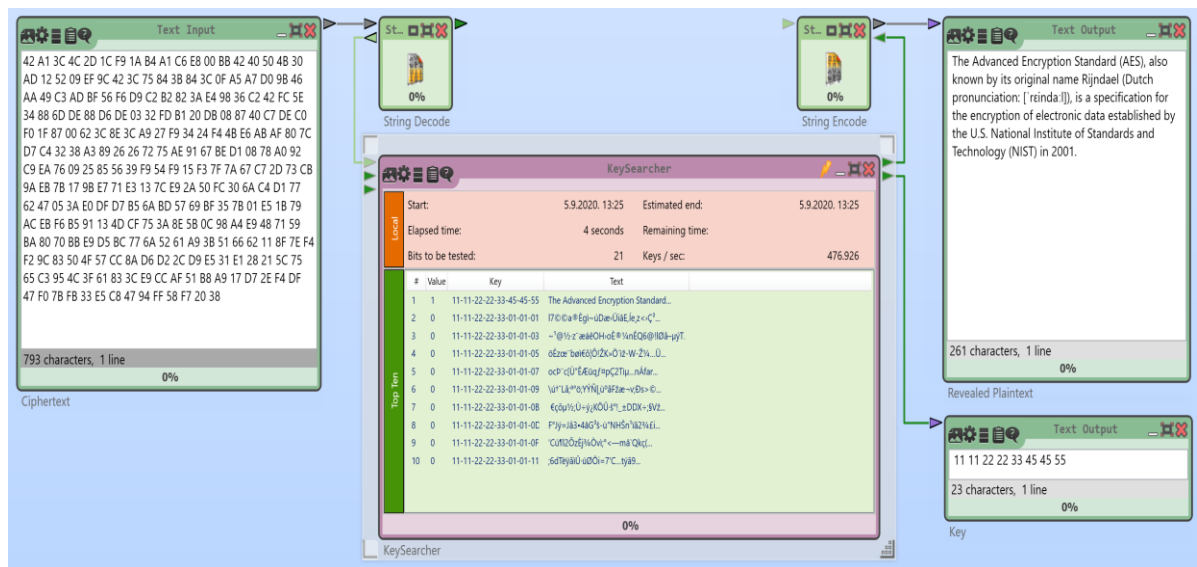 Text Input
42 A1 3C 4C 2D 1C F9 1A B4 A1 C6 E8 00 BB 42 40 50 4B 30
AD 12 52 09 EF 9C 42 3C 75 84 3B 84 3C 0F A5 A7 D0 9B 46
AA 49 C3 AD BF 56 F6 D9 C2 B2 82 3A E4 98 36 C2 42 FC 5E
34 88 6D DE 88 D6 DE 03 32 FD B1 20 DB 08 87 40 C7 DE C0
F0 1F 87 00 62 3C 8E 3C A9 27 F9 34 24 F4 4B E6 AB AF 80 7C
D7 C4 32 38 A3 89 26 26 72 75 AE 91 67 BE D1 08 78 A0 92
C9 EA 76 09 25 85 56 39 F9 54 F9 15 F3 7F 7A 67 C7 2D 73 CB
9A EB 7B 17 9B E7 71 E3 13 7C E9 2A 50 FC 30 6A C4 D1 77
62 47 05 3A E0 DF D7 B5 6A BD 57 69 BF 35 7B 01 E5 1B 79
AC EB F6 B5 91 13 4D CF 75 3A 8E 5B 0C 98 A4 E9 48 71 59
BA 80 70 BB E9 D5 BC 77 6A 52 61 A9 3B 51 66 62 11 8F 7E F4
F2 9C 83 50 4F 57 CC 8A D6 D2 2C D9 E5 31 E1 28 21 5C 75
65 C3 95 4C 3F 61 83 3C E9 CC AF 51 B8 A9 17 D7 2E F4 DF
47 F0 7B FB 33 E5 C8 47 94 FF 58 F7 20 38
793 characters, 1 line
0%
Ciphertext
St...
0%
String Decode
St...
0%
String Encode
KeySearcher
Local
Start: 5.9.2020. 13:25 Estimated end: 5.9.2020. 13:25
Elapsed time: 4 seconds Remaining time:
Bits to be tested: 21 Keys / sec: 476.926
Top Ten
# Value Key Text
1 1 11-11-22-22-33-45-45-55 The Advanced Encryption Standard...
2 0 11-11-22-22-33-01-01-01
3 0 11-11-22-22-33-01-01-03
4 0 11-11-22-22-33-01-01-05
5 0 11-11-22-22-33-01-01-07
6 0 11-11-22-22-33-01-01-09
7 0 11-11-22-22-33-01-01-0B
8 0 11-11-22-22-33-01-01-0D
9 0 11-11-22-22-33-01-01-0F
10 0 11-11-22-22-33-01-01-11
0%
KeySearcher
Text Output
The Advanced Encryption Standard (AES), also
known by its original name Rijndael (Dutch
pronunciation: [ˈrɛindaːl]), is a specification for
the encryption of electronic data established by
the U.S. National Institute of Standards and
Technology (NIST) in 2001.
261 characters, 1 line
0%
Revealed Plaintext
Text Output
11 11 22 22 33 45 45 55
23 characters, 1 line
0%
Key